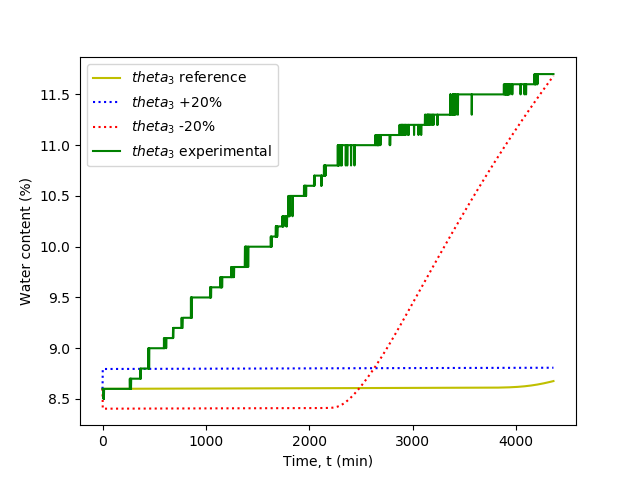 theta₃ reference
theta₃ +20%
theta₃ -20%
theta₃ experimental
Water content (%)
11.5
11.0
10.5
10.0
9.5
9.0
8.5
0 1000 2000 3000 4000
Time, t (min)